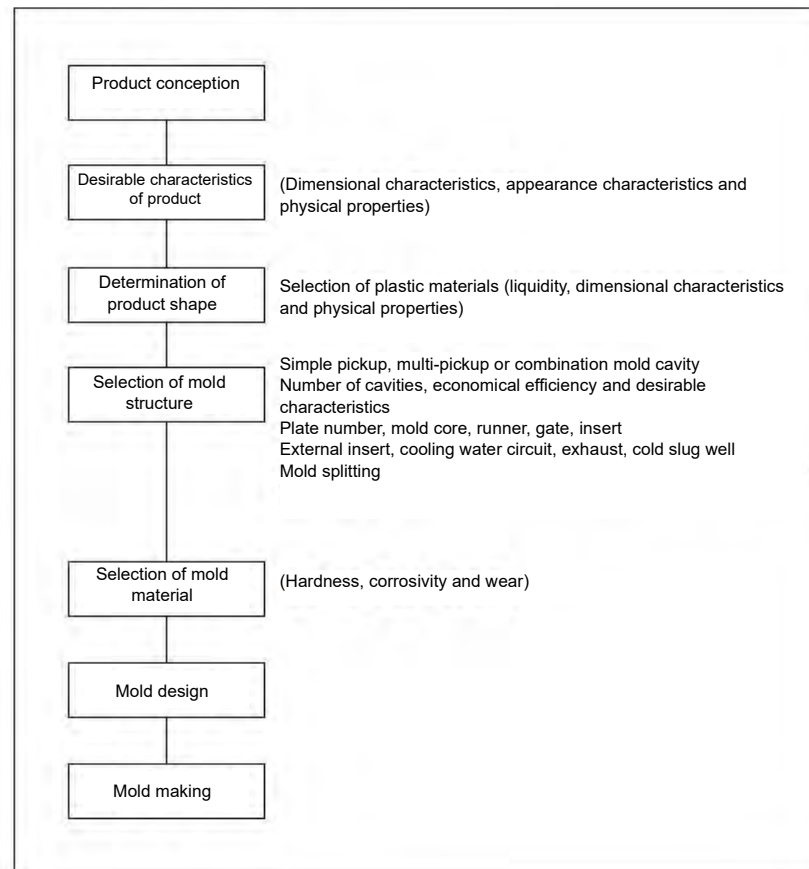 Product conception
Desirable characteristics
of product
(Dimensional characteristics, appearance characteristics and
physical properties)
Determination of
product shape
Selection of plastic materials (liquidity, dimensional characteristics
and physical properties)
Selection of mold
structure
Simple pickup, multi-pickup or combination mold cavity
Number of cavities, economical efficiency and desirable
characteristics
Plate number, mold core, runner, gate, insert
External insert, cooling water circuit, exhaust, cold slug well
Mold splitting
Selection of mold
material
(Hardness, corrosivity and wear)
Mold design
Mold making